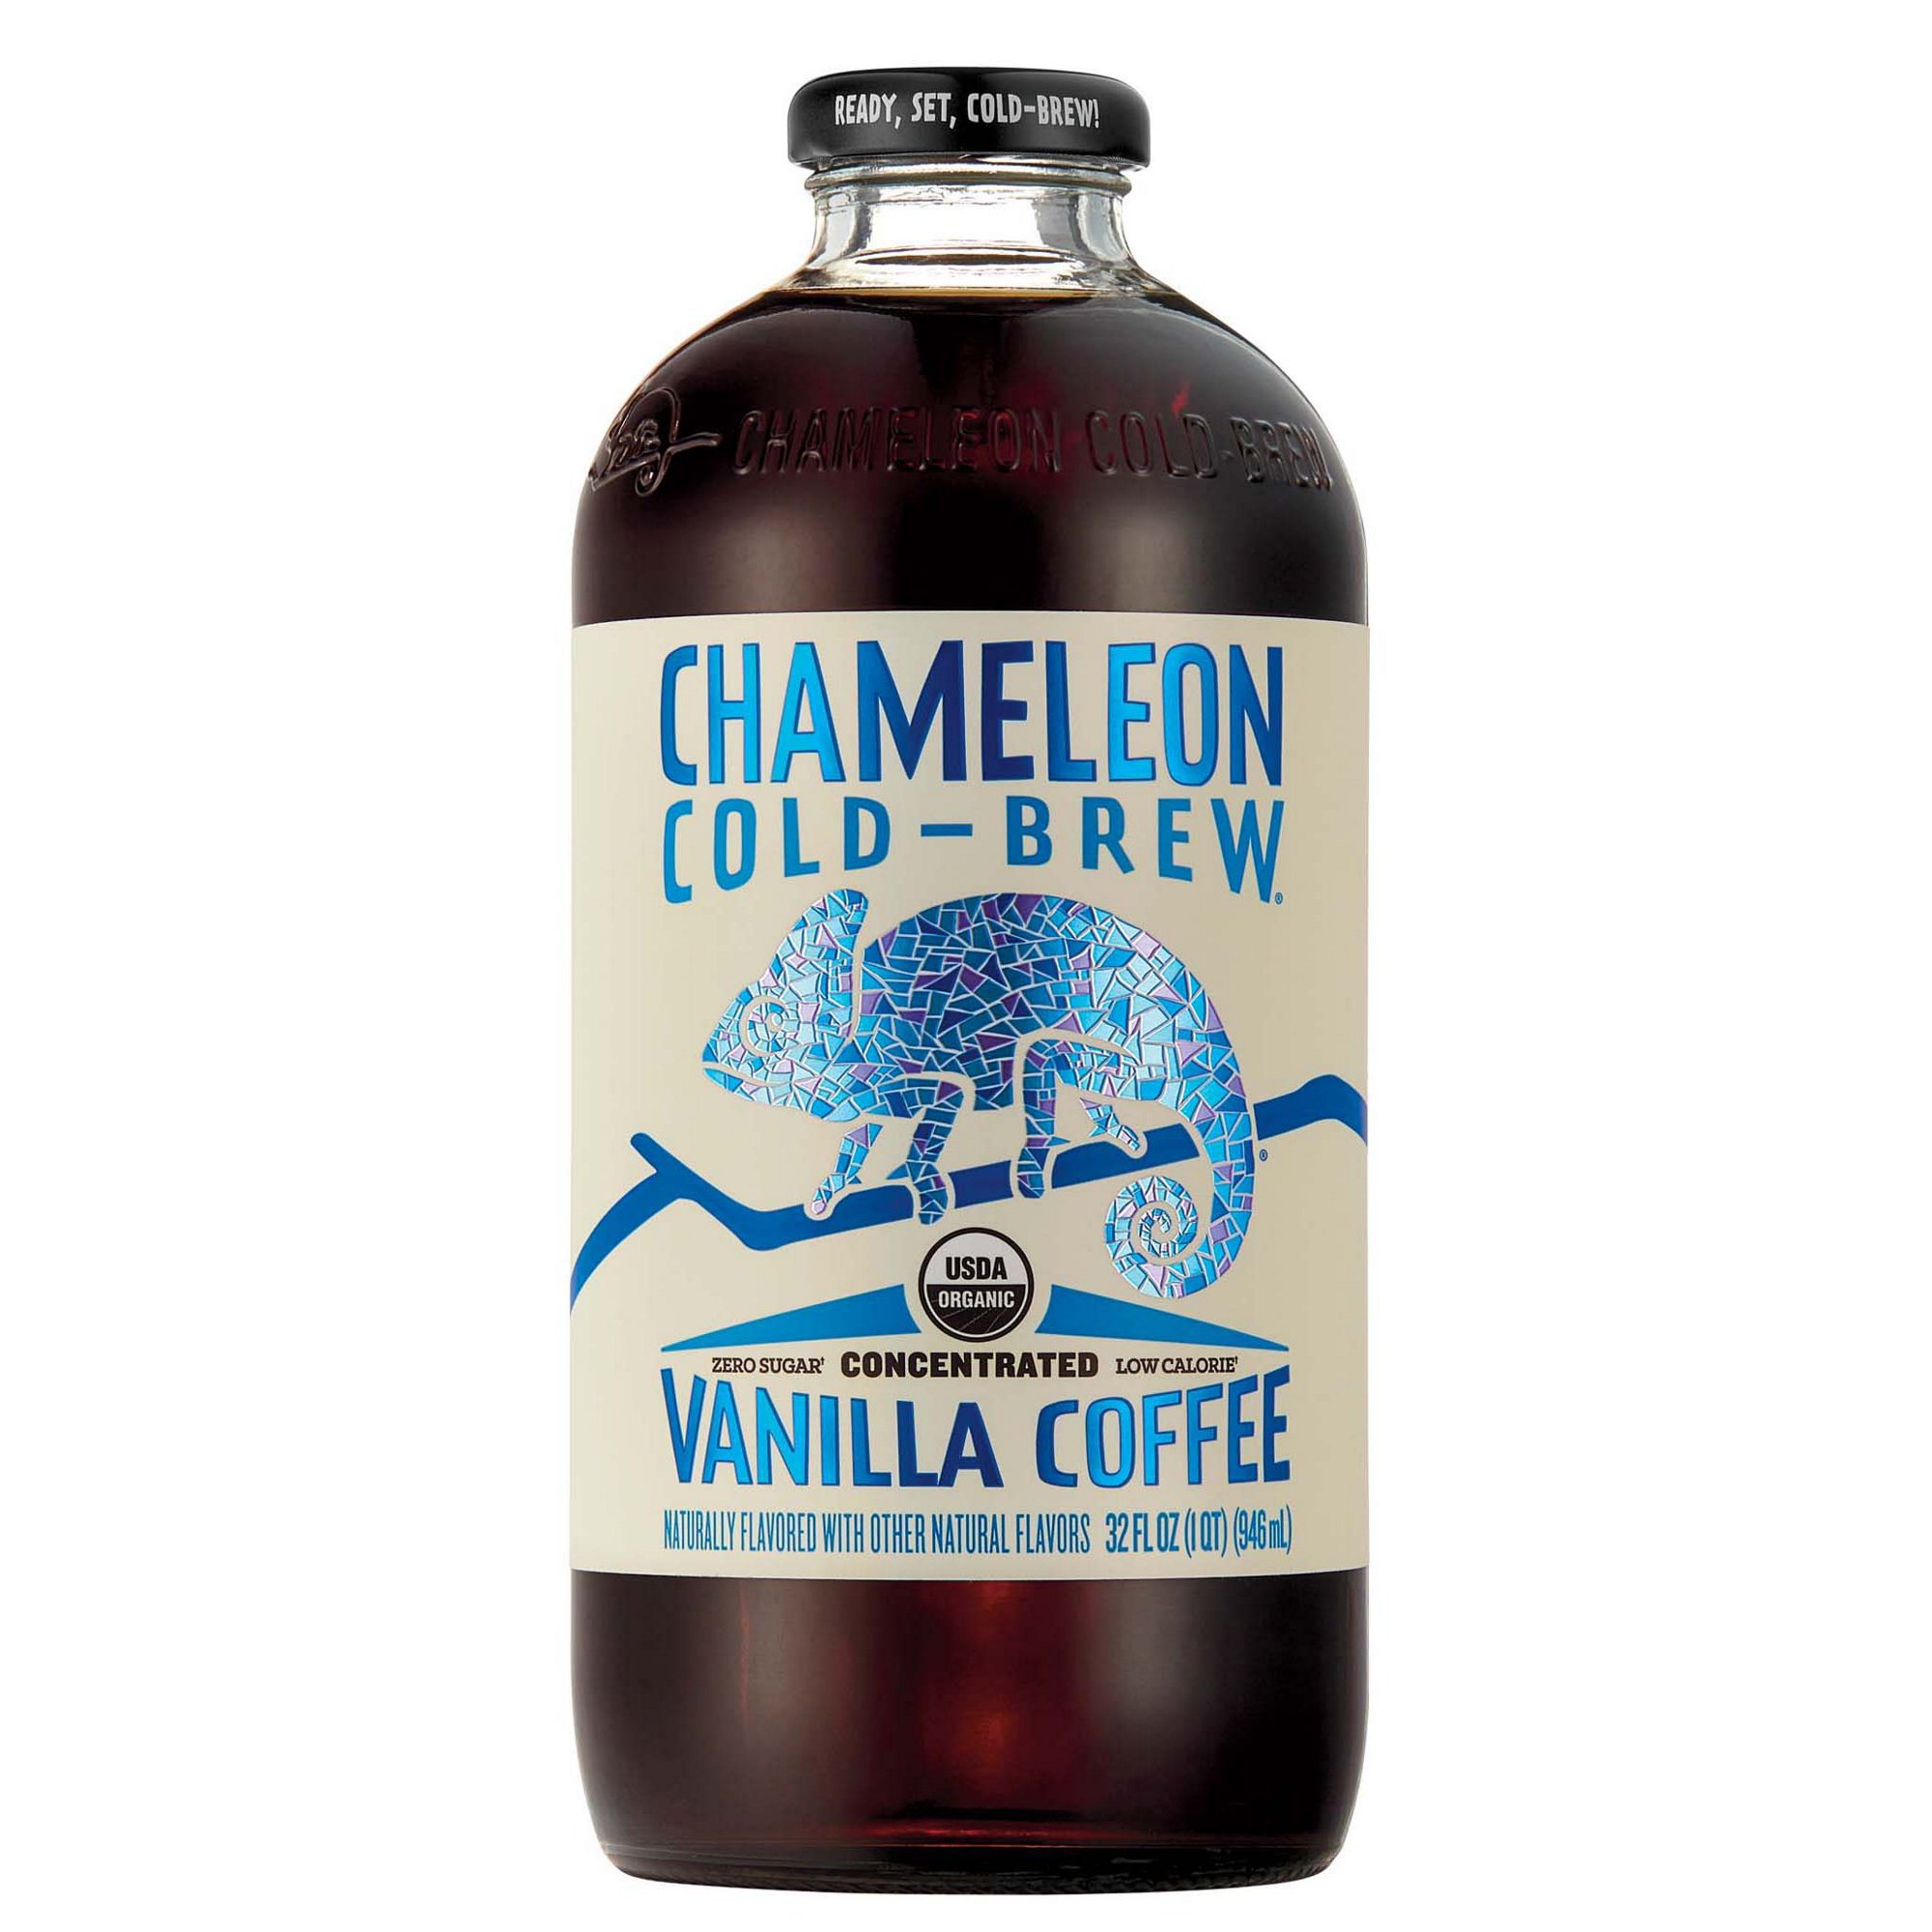 READY, SET, COLD-BREW!
CHAMELEON COLD-BREW
CHAMELEON
COLD-BREW®
®
USDA
ORGANIC
ZERO SUGAR† CONCENTRATED LOW CALORIE†
VANILLA COFFEE
NATURALLY FLAVORED WITH OTHER NATURAL FLAVORS 32 FL OZ (1 QT) (946 mL)